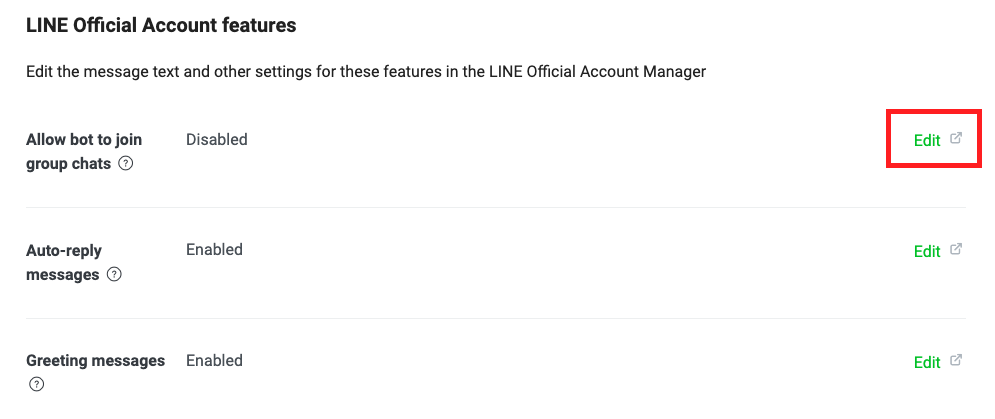 LINE Official Account features
Edit the message text and other settings for these features in the LINE Official Account Manager
Allow bot to join Disabled Edit
group chats ?
Auto-reply Enabled Edit
messages ?
Greeting messages Enabled Edit
?